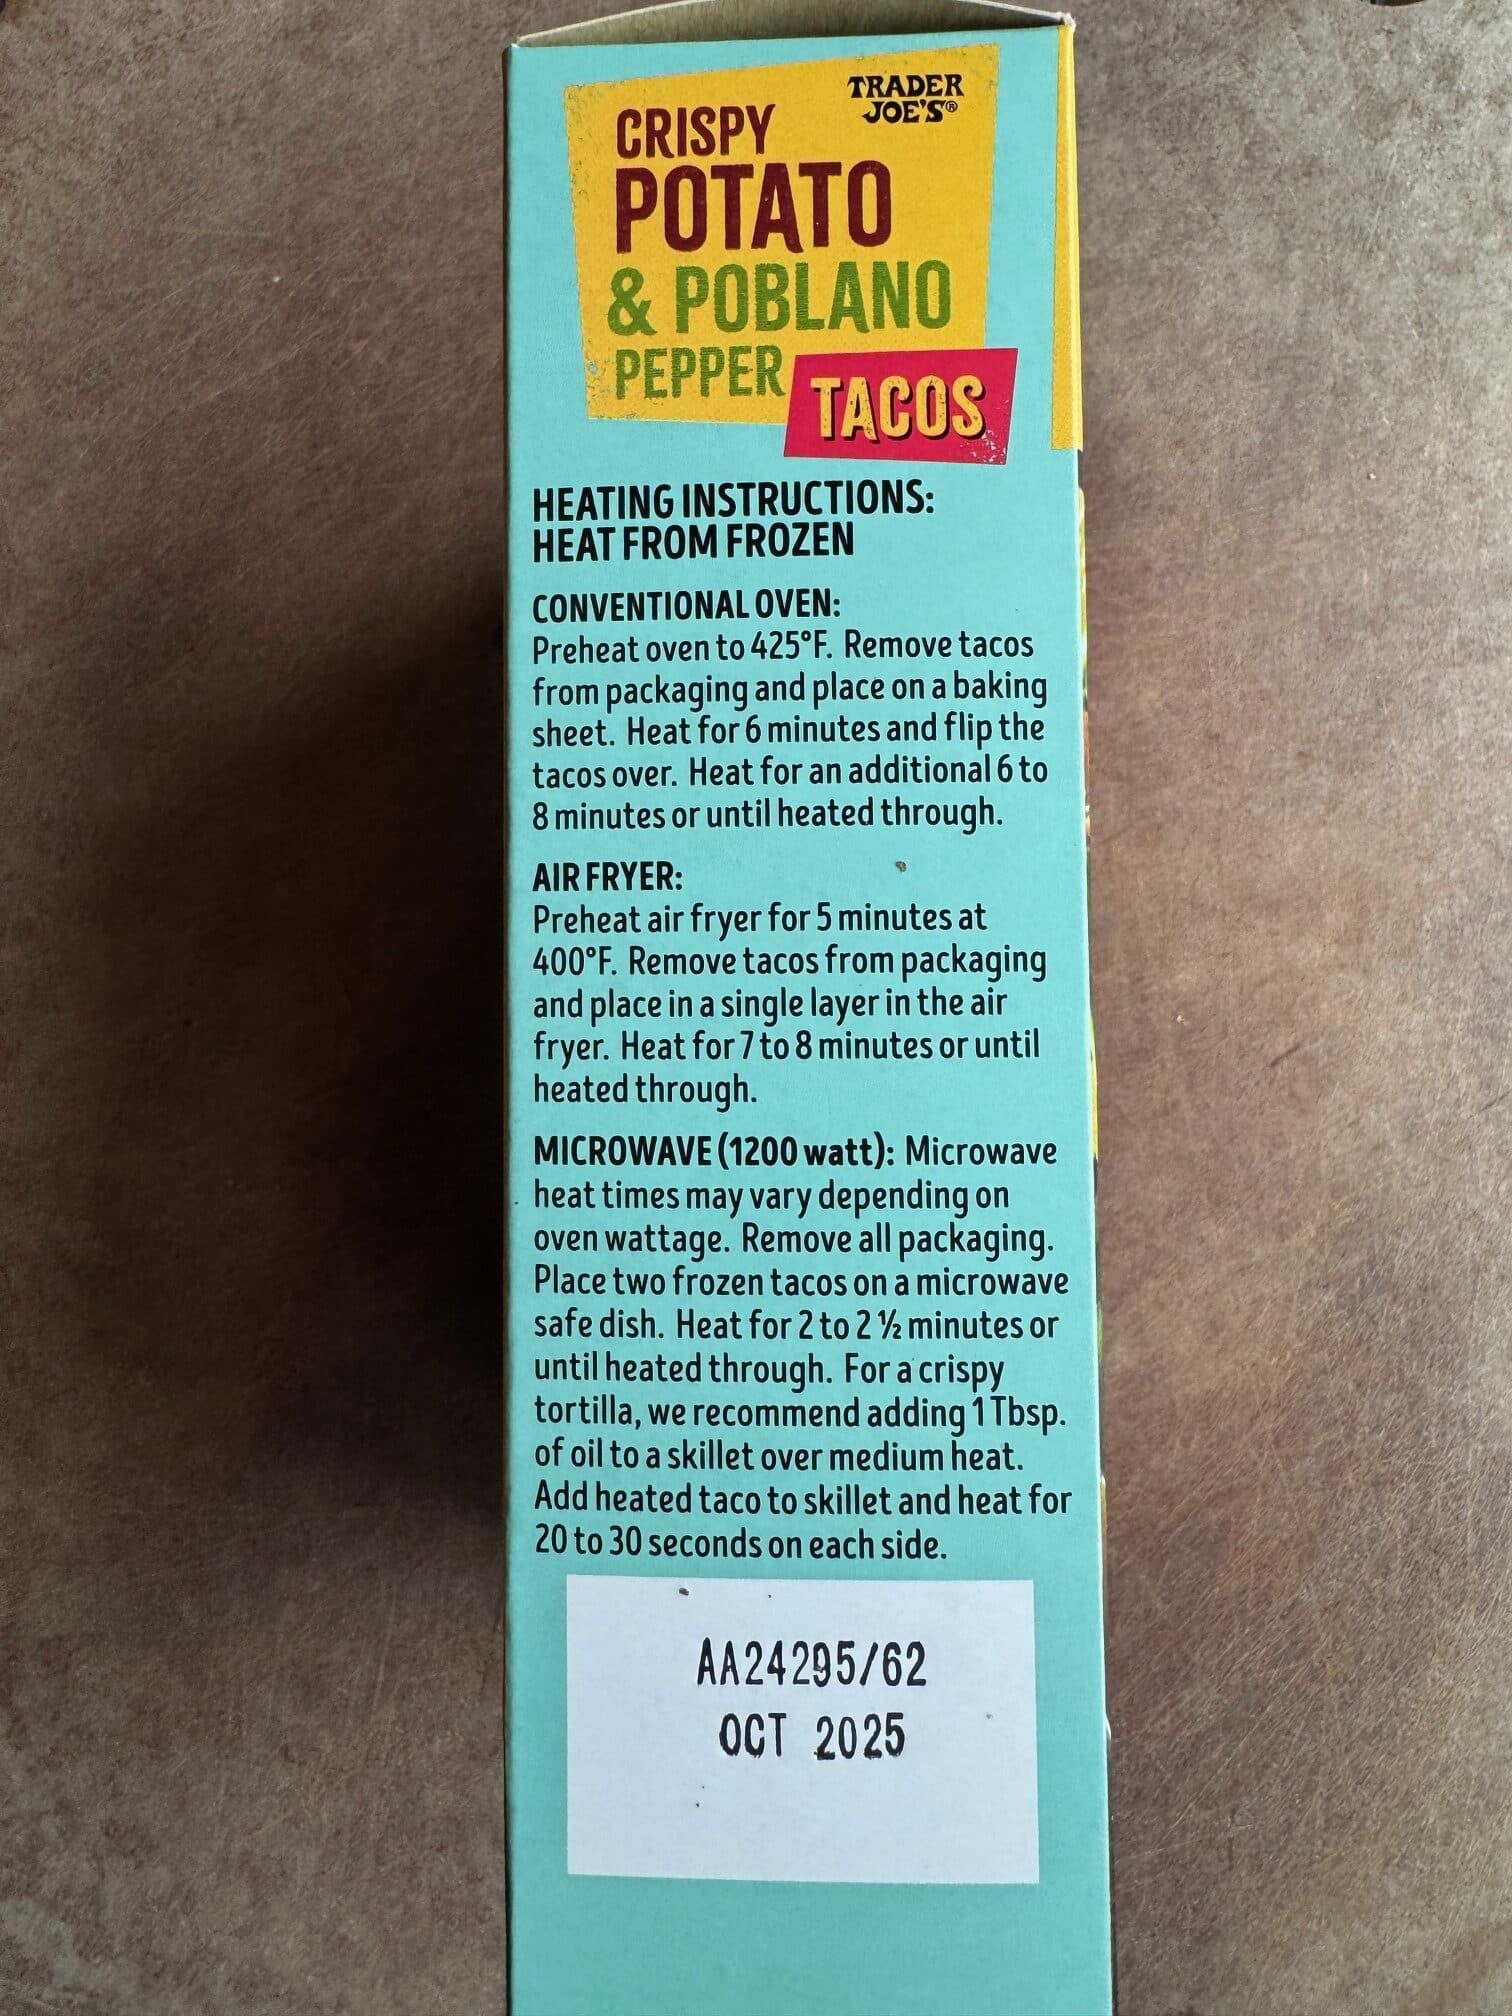 TRADER
JOE'S®
CRISPY
POTATO
& POBLANO
PEPPER
TACOS
HEATING INSTRUCTIONS:
HEAT FROM FROZEN
CONVENTIONAL OVEN:
Preheat oven to 425°F. Remove tacos
from packaging and place on a baking
sheet. Heat for 6 minutes and flip the
tacos over. Heat for an additional 6 to
8 minutes or until heated through.
AIR FRYER:
Preheat air fryer for 5 minutes at
400°F. Remove tacos from packaging
and place in a single layer in the air
fryer. Heat for 7 to 8 minutes or until
heated through.
MICROWAVE (1200 watt): Microwave
heat times may vary depending on
oven wattage. Remove all packaging.
Place two frozen tacos on a microwave
safe dish. Heat for 2 to 2 ½ minutes or
until heated through. For a crispy
tortilla, we recommend adding 1 Tbsp.
of oil to a skillet over medium heat.
Add heated taco to skillet and heat for
20 to 30 seconds on each side.
AA24295/62
OCT 2025